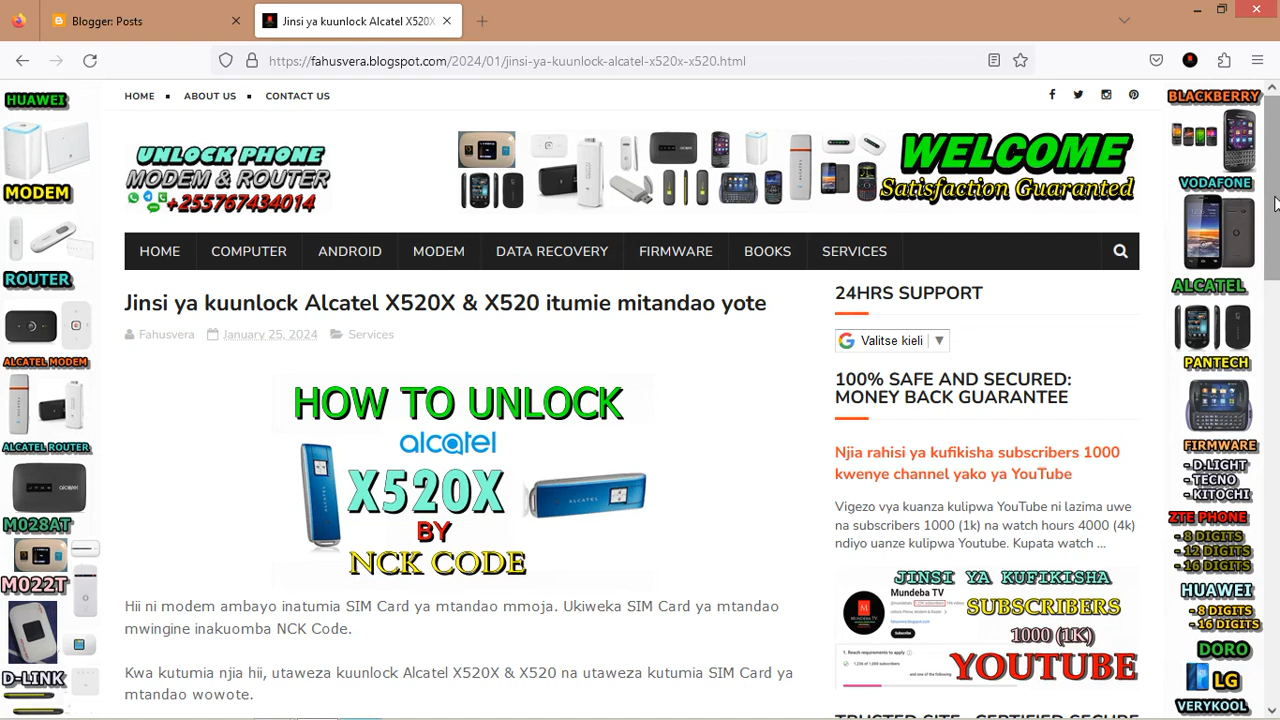 Blogger: Posts
Jinsi ya kuunlock Alcatel X520X
https://fahusvera.blogspot.com/2024/01/jinsi-ya-kuunlock-alcatel-x520x-x520.html
HUAWEI
MODEM
ROUTER
ALCATEL MODEM
ALCATEL ROUTER
M028AT
M022T
D-LINK
HOME
ABOUT US
CONTACT US
UNLOCK PHONE
MODEM & ROUTER
+255767434014
WELCOME
Satisfaction Guaranteed
HOME
COMPUTER
ANDROID
MODEM
DATA RECOVERY
FIRMWARE
BOOKS
SERVICES
Jinsi ya kuunlock Alcatel X520X & X520 itumie mitandao yote
Fahusvera
January 25, 2024
Services
HOW TO UNLOCK
alcatel
X520X
BY
NCK CODE
Hii ni modem ambayo inatumia SIM Card ya mtandao mmoja. Ukiweka SIM Card ya mtandao
mwingine inakuomba NCK Code.
Kwa kutumia njia hii, utaweza kuunlock Alcatel X520X & X520 na utaweza kutumia SIM Card ya
mtandao wowote.
24HRS SUPPORT
Valitse kieli
100% SAFE AND SECURED:
MONEY BACK GUARANTEE
Njia rahisi ya kufikisha subscribers 1000
kwenye channel yako ya YouTube
Vigezo vya kuanza kulipwa YouTube ni lazima uwe
na subscribers 1000 (1k) na watch hours 4000 (4k)
ndiyo uanze kulipwa Youtube. Kupata watch ...
JINSI YA KUFIKISHA
Mundeba TV
SUBSCRIBERS
1000 (1K)
YOUTUBE
TRUSTED SITE - CERTIFIED SECURE
BLACKBERRY
VODAFONE
ALCATEL
PANTECH
FIRMWARE
- D.LIGHT
- TECNO
- KITOCHI
ZTE PHONE
- 8 DIGITS
- 12 DIGITS
- 16 DIGITS
HUAWEI
- 8 DIGITS
- 16 DIGITS
DORO
LG
VERYKOOL